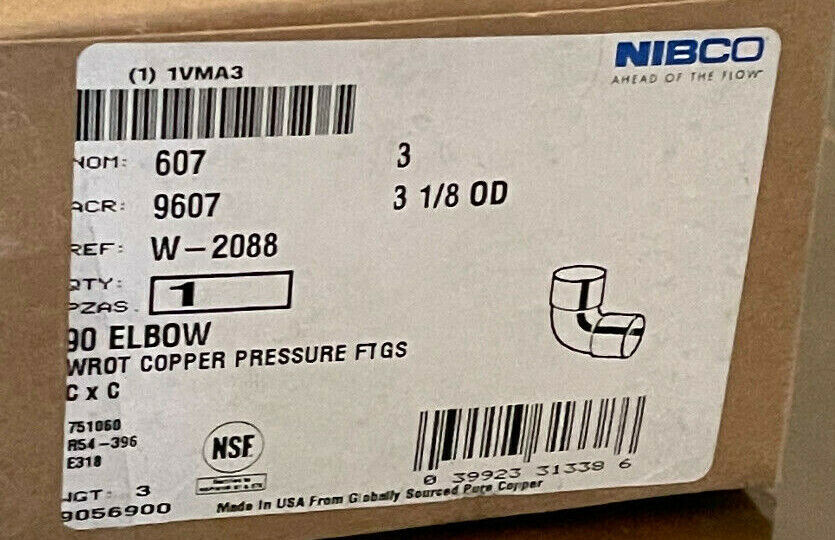 (1) 1VMA3
NIBCO
AHEAD OF THE FLOW
NOM: 607 3
ACR: 9607 3 1/8 OD
REF: W-2088
QTY:
PZAS. 1
90 ELBOW
WROT COPPER PRESSURE FTGS
C x C
751060
R54-396
E318
NSF
WGT: 3
9056900
0 39923 31339 6
Made In USA From Globally Sourced Pure Copper